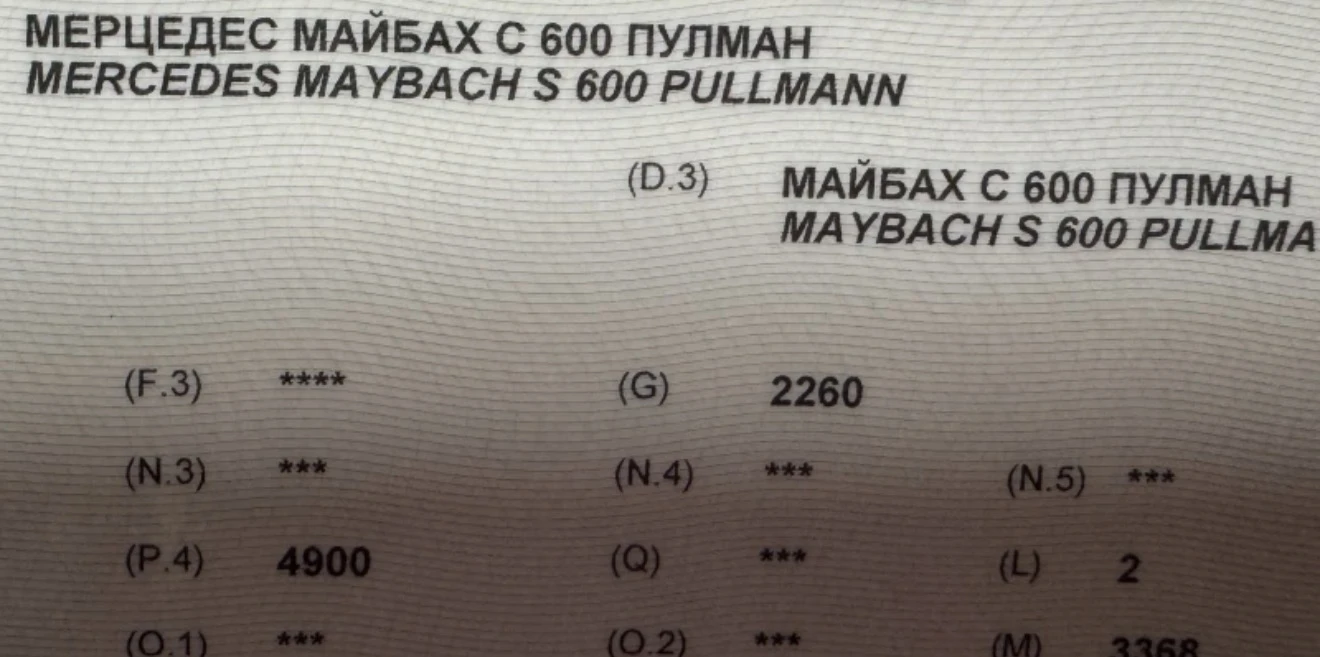 МЕРЦЕДЕС МАЙБАХ С 600 ПУЛМАН
MERCEDES MAYBACH S 600 PULLMANN
(D.3) МАЙБАХ С 600 ПУЛМАН
MAYBACH S 600 PULLMA
(F.3) **** (G) 2260
(N.3) *** (N.4) *** (N.5) ***
(P.4) 4900 (Q) *** (L) 2
(O.1) *** (O.2) *** (M) 3368